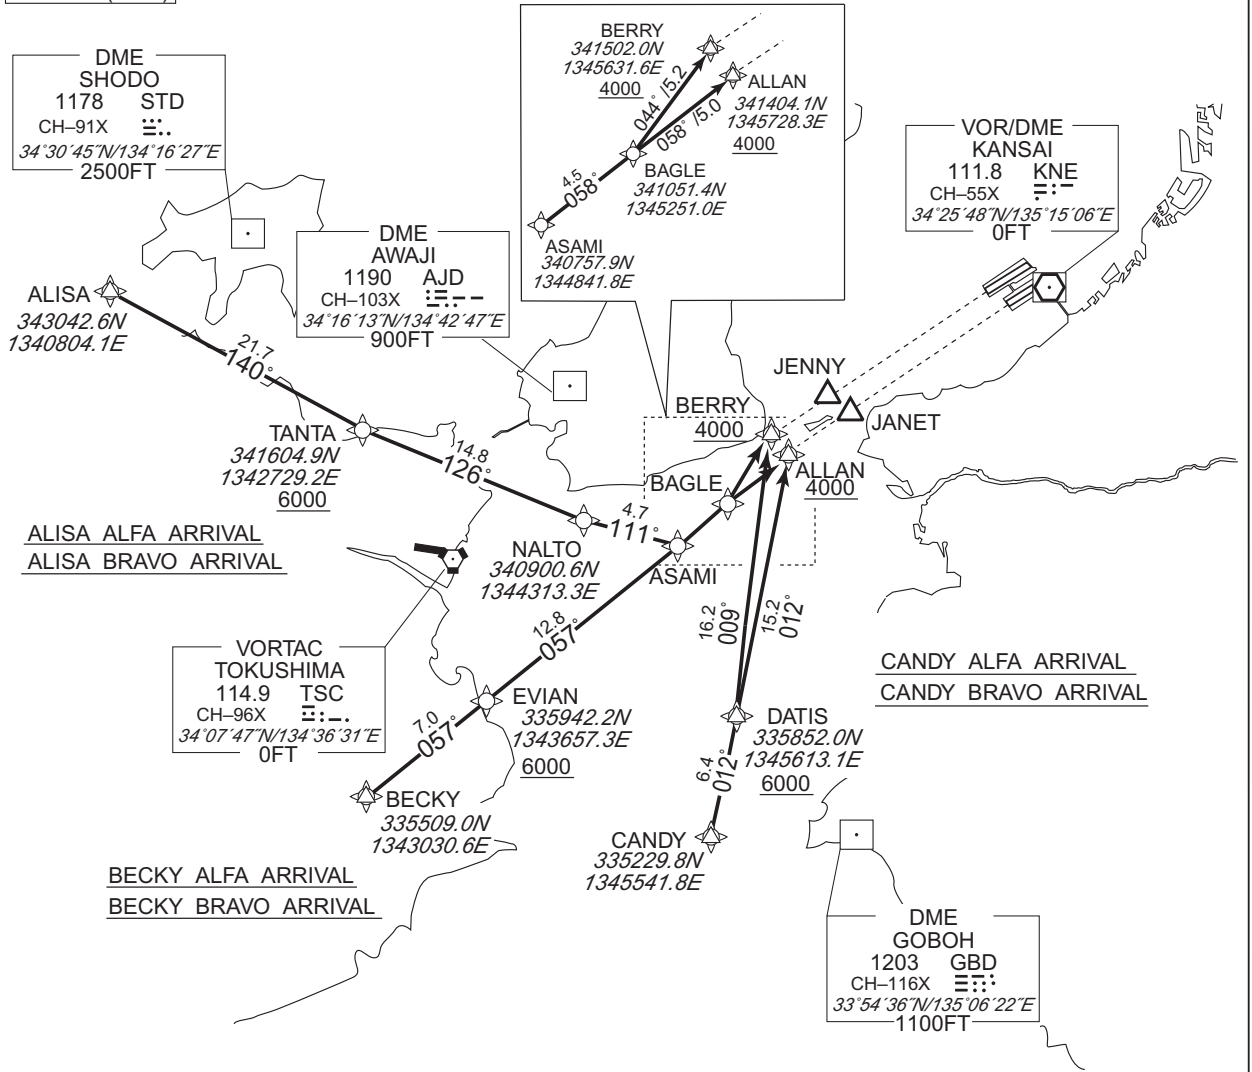 BERRY
341502.0N
1345631.6E
4000
044° /5.2
ALLAN
341404.1N
1345728.3E
4000
058° /5.0
BAGLE
341051.4N
1345251.0E
4.5
058°
ASAMI
340757.9N
1344841.8E
DME
SHODO
1178 STD
CH–91X
34°30´45˝N/134°16´27˝E
2500FT
VOR/DME
KANSAI
111.8 KNE
CH–55X
34°25´48˝N/135°15´06˝E
0FT
DME
AWAJI
1190 AJD
CH–103X
34°16´13˝N/134°42´47˝E
900FT
ALISA
343042.6N
1340804.1E
21.7
140°
JENNY
JANET
BERRY
4000
TANTA
341604.9N
1342729.2E
6000
14.8
126°
ALLAN
4000
BAGLE
4.7
111°
NALTO
340900.6N
1344313.3E
ASAMI
ALISA ALFA ARRIVAL
ALISA BRAVO ARRIVAL
12.8
057°
16.2
009°
15.2
012°
VORTAC
TOKUSHIMA
114.9 TSC
CH–96X
34°07´47˝N/134°36´31˝E
0FT
CANDY ALFA ARRIVAL
CANDY BRAVO ARRIVAL
EVIAN
335942.2N
1343657.3E
6000
7.0
057°
DATIS
335852.0N
1345613.1E
6000
6.4
012°
BECKY
335509.0N
1343030.6E
CANDY
335229.8N
1345541.8E
BECKY ALFA ARRIVAL
BECKY BRAVO ARRIVAL
DME
GOBOH
1203 GBD
CH–116X
33°54´36˝N/135°06´22˝E
1100FT